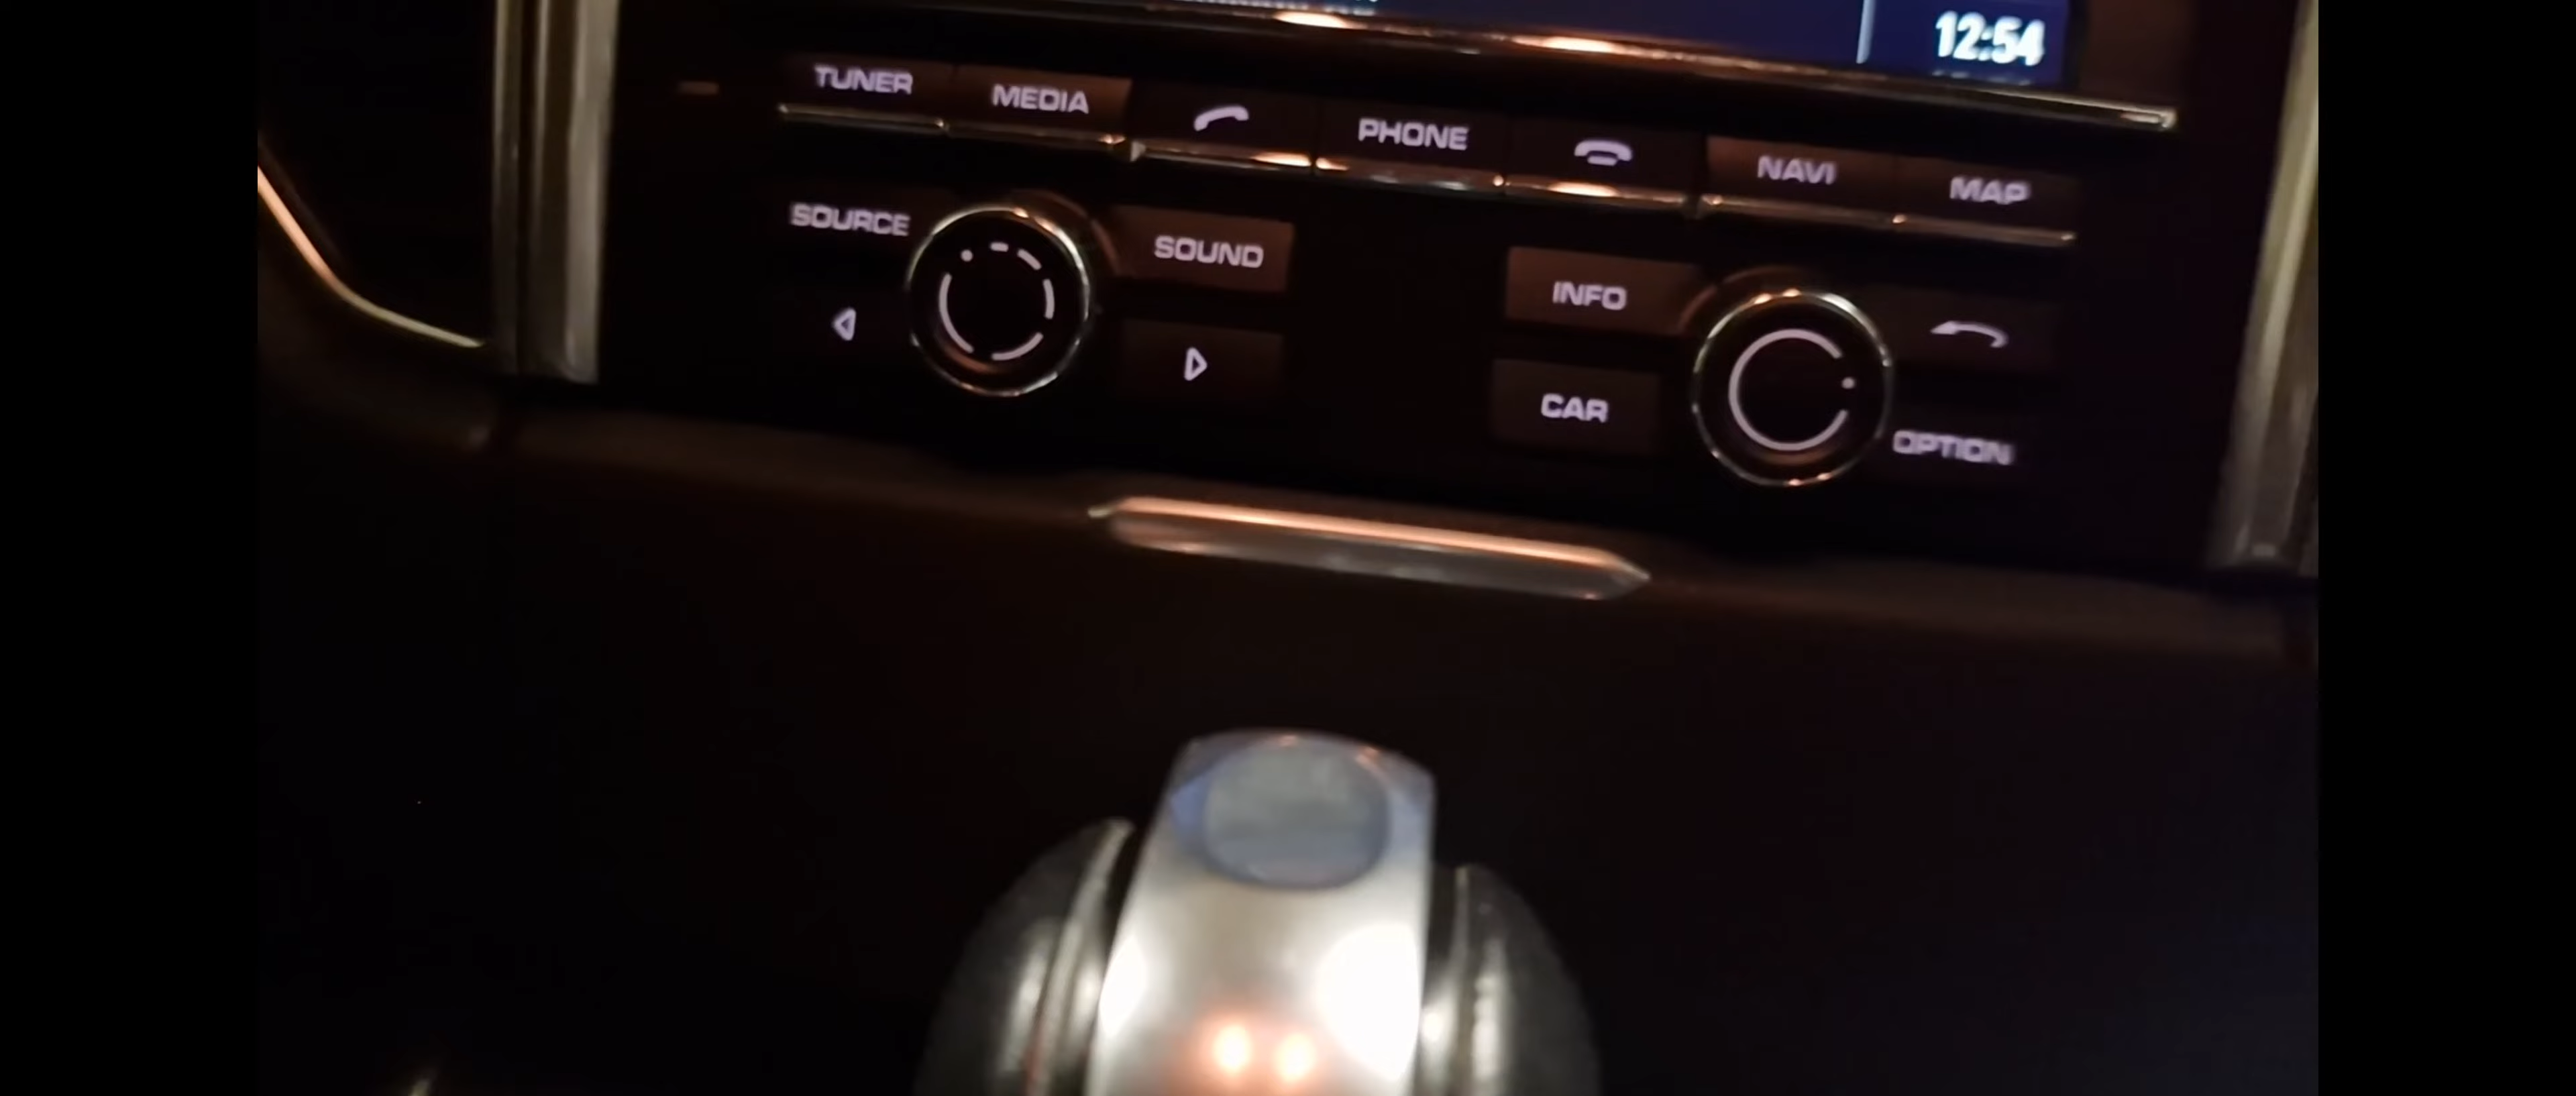 12:54
TUNER
MEDIA
PHONE
NAVI
MAP
SOURCE
SOUND
INFO
CAR
OPTION